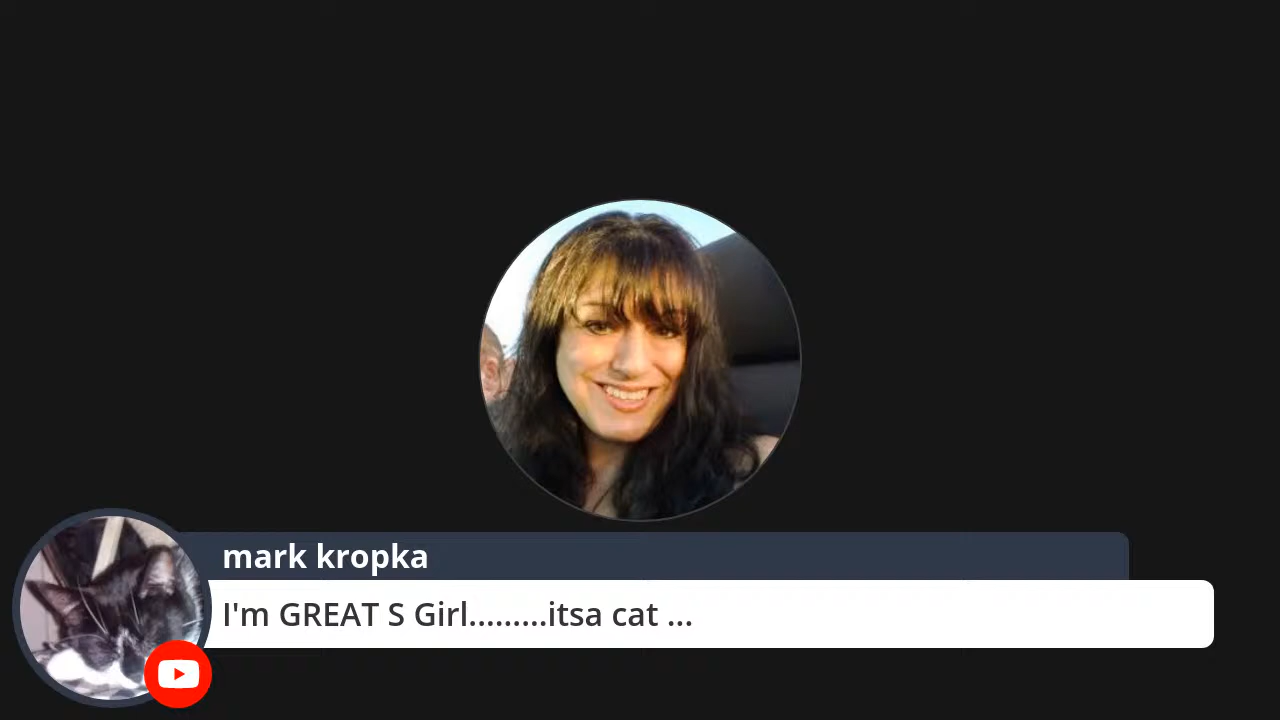 mark kropka
I'm GREAT S Girl.........itsa cat ...